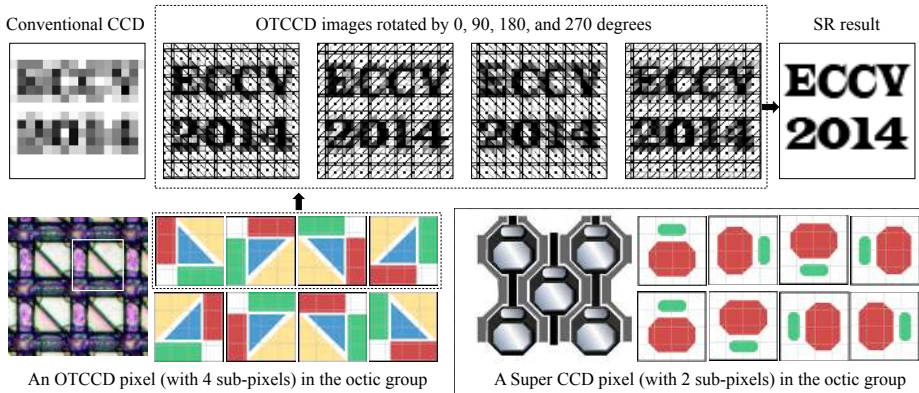 Conventional CCD
OTCCD images rotated by 0, 90, 180, and 270 degrees
SR result
ECCV
2014
ECCV
2014
ECCV
2014
ECCV
2014
ECCV
2014
ECCV
2014
An OTCCD pixel (with 4 sub-pixels) in the octic group
A Super CCD pixel (with 2 sub-pixels) in the octic group